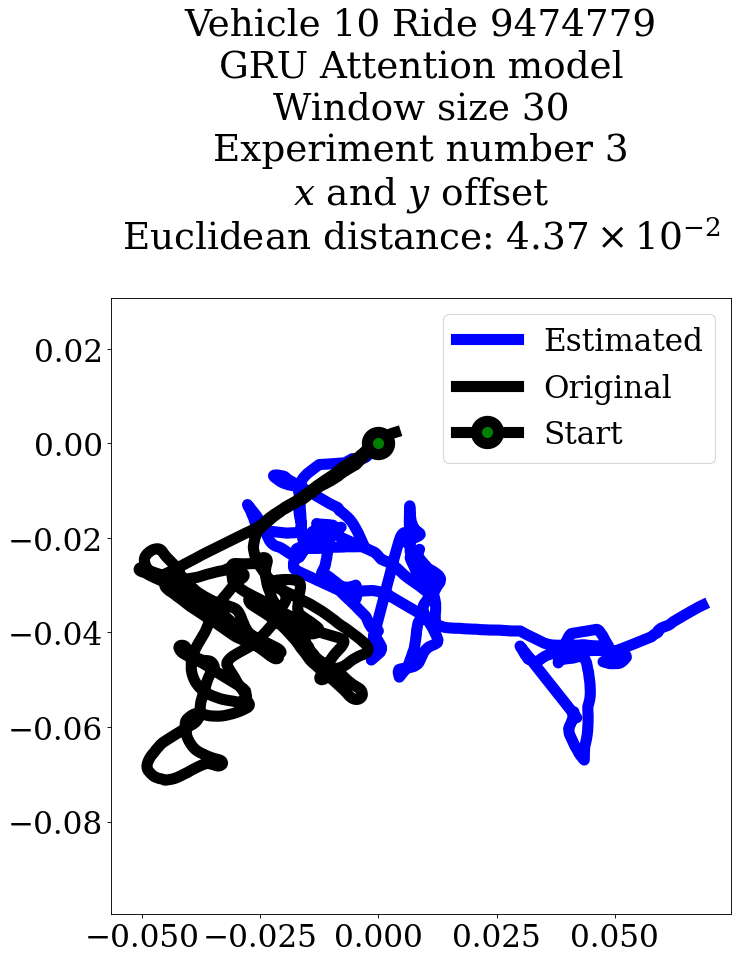 Vehicle 10 Ride 9474779
GRU Attention model
Window size 30
Experiment number 3
x and y offset
Euclidean distance: 4.37 × 10⁻²
Estimated
Original
Start
0.02
0.00
−0.02
−0.04
−0.06
−0.08
−0.050 −0.025 0.000 0.025 0.050